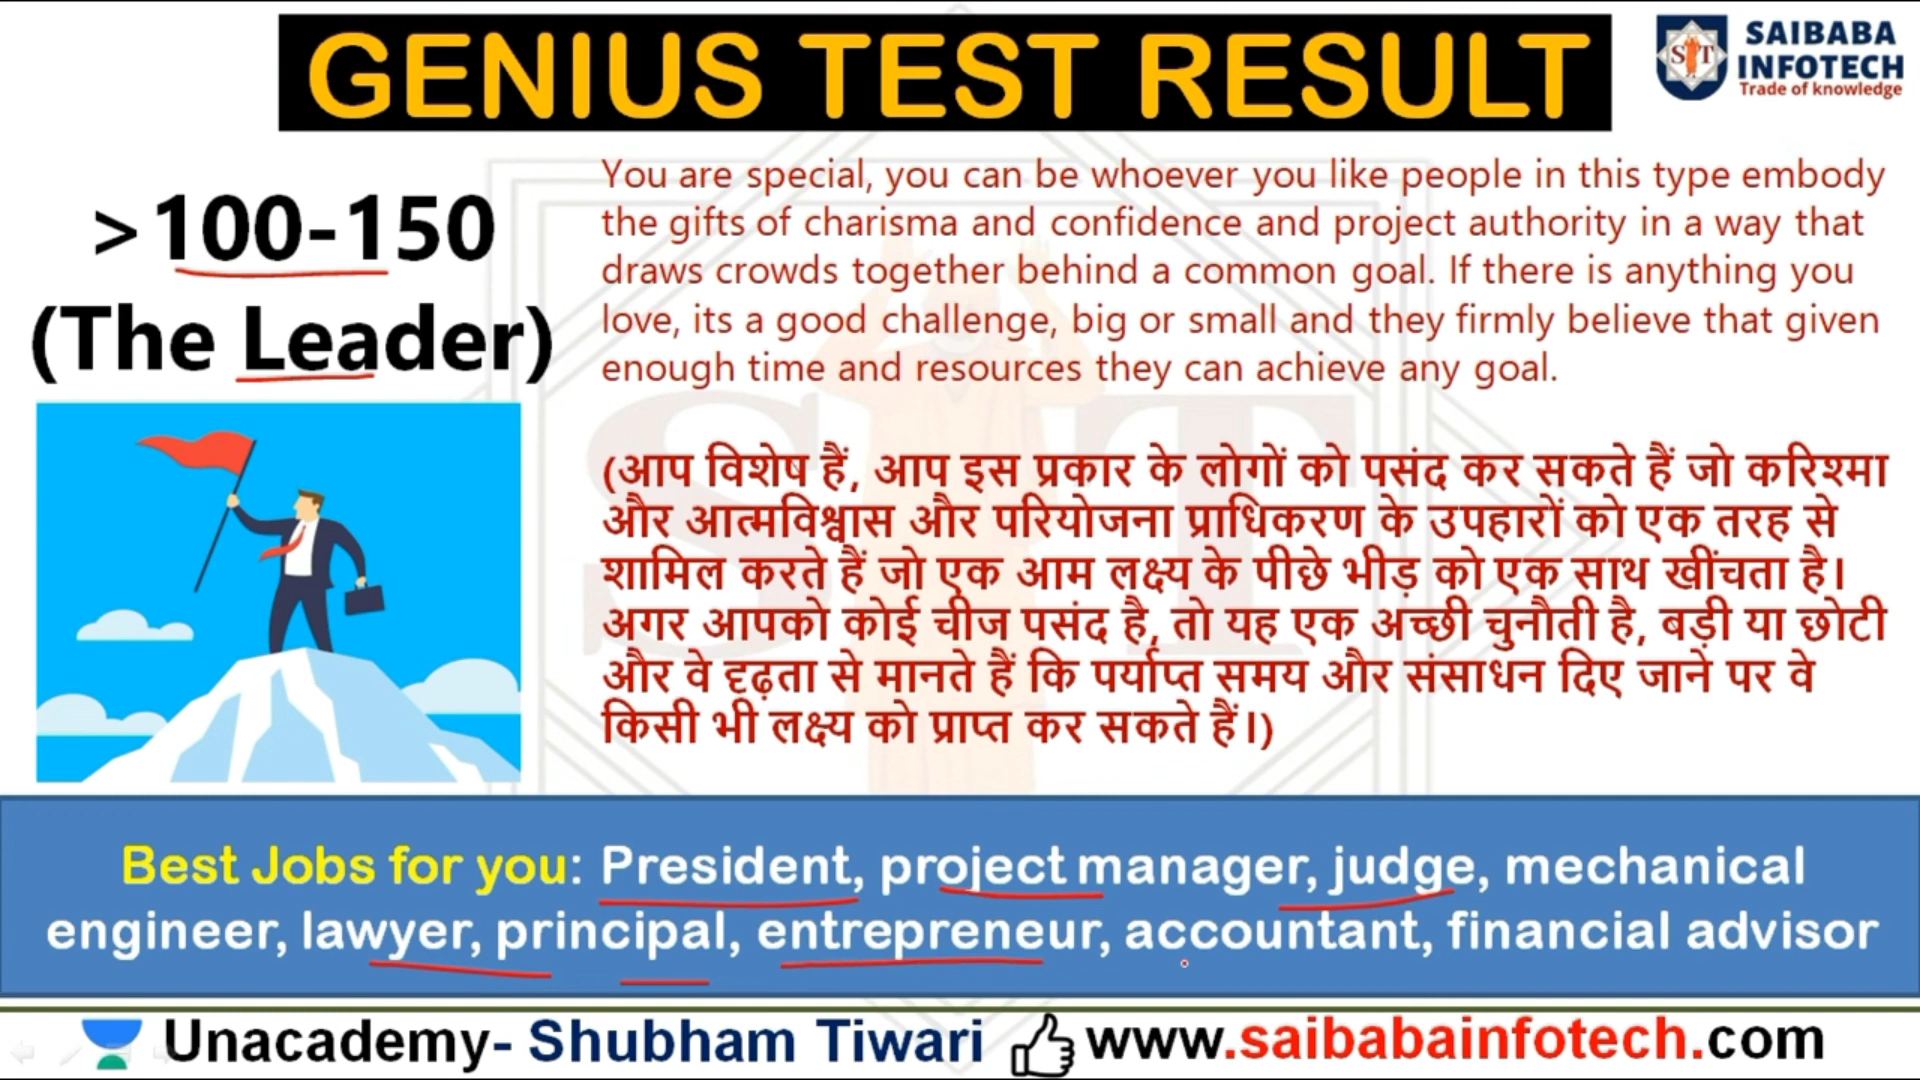 GENIUS TEST RESULT
SAIBABA
INFOTECH
Trade of knowledge
SIT
>100-150
(The Leader)
You are special, you can be whoever you like people in this type embody
the gifts of charisma and confidence and project authority in a way that
draws crowds together behind a common goal. If there is anything you
love, its a good challenge, big or small and they firmly believe that given
enough time and resources they can achieve any goal.
(आप विशेष हैं, आप इस प्रकार के लोगों को पसंद कर सकते हैं जो करिश्मा
और आत्मविश्वास और परियोजना प्राधिकरण के उपहारों को एक तरह से
शामिल करते हैं जो एक आम लक्ष्य के पीछे भीड़ को एक साथ खींचता है।
अगर आपको कोई चीज पसंद है, तो यह एक अच्छी चुनौती है, बड़ी या छोटी
और वे दृढ़ता से मानते हैं कि पर्याप्त समय और संसाधन दिए जाने पर वे
किसी भी लक्ष्य को प्राप्त कर सकते हैं।)
Best Jobs for you: President, project manager, judge, mechanical
engineer, lawyer, principal, entrepreneur, accountant, financial advisor
Unacademy- Shubham Tiwari www.saibabainfotech.com